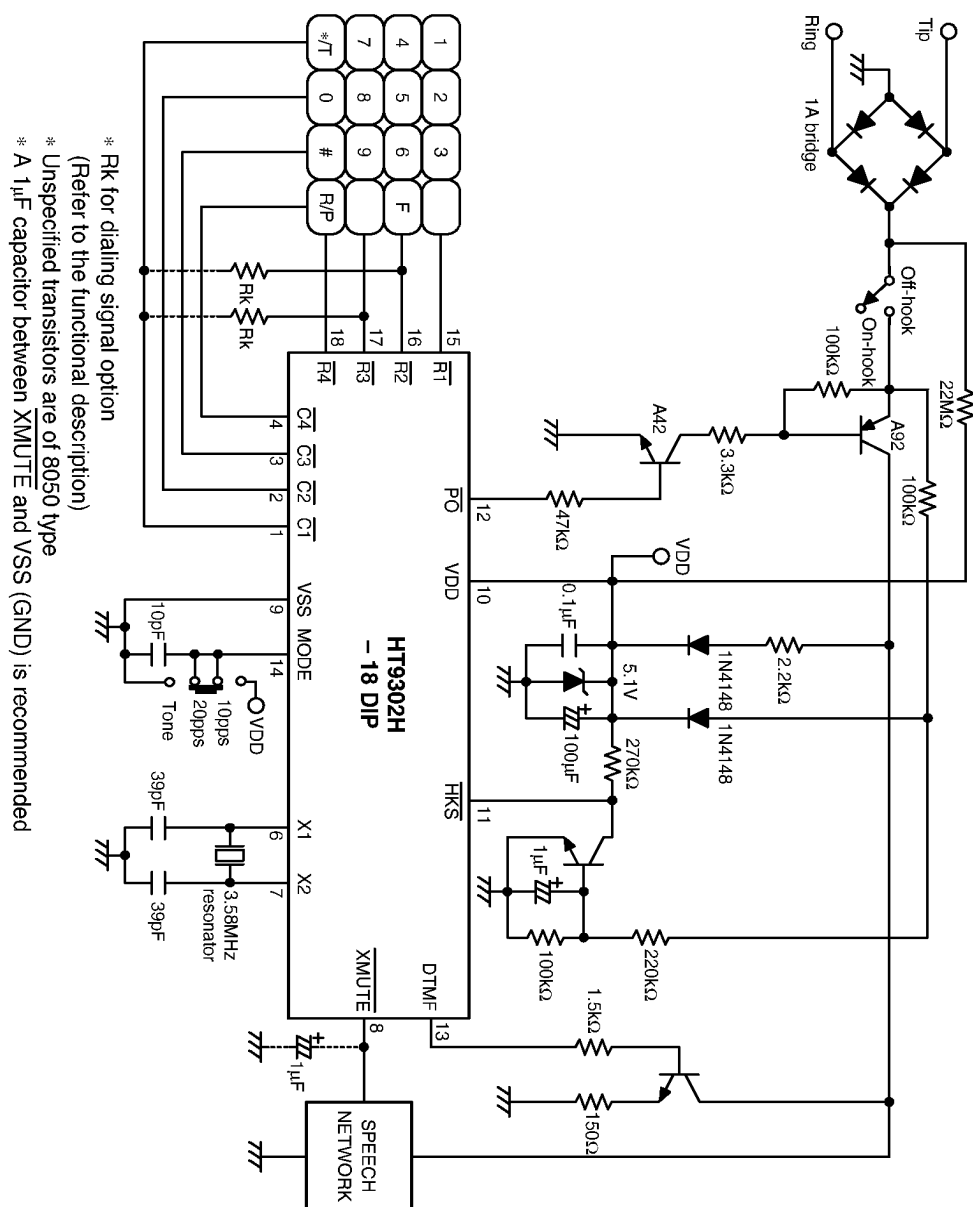 Tip
Ring
1A bridge
Off-hook
On-hook
22MΩ
100kΩ
A92
100kΩ
3.3kΩ
A42
47kΩ
VDD
0.1μF
5.1V
100μF
1N4148
2.2kΩ
1N4148
270kΩ
1μF
100kΩ
220kΩ
1.5kΩ
150Ω
1
2
3
4
5
6
F
7
8
9
*/T
0
#
R/P
Rk
Rk
15
16
17
18
R1
R2
R3
R4
C4
C3
C2
C1
4
3
2
1
PO
12
VDD
10
HKS
11
HT9302H
– 18 DIP
VSS
9
MODE
14
X1
6
X2
7
DTMF
13
XMUTE
8
10pF
VDD
10pps
20pps
Tone
39pF
39pF
3.58MHz
resonator
1μF
SPEECH
NETWORK
* Rk for dialing signal option
(Refer to the functional description)
* Unspecified transistors are of 8050 type
* A 1μF capacitor between XMUTE and VSS (GND) is recommended